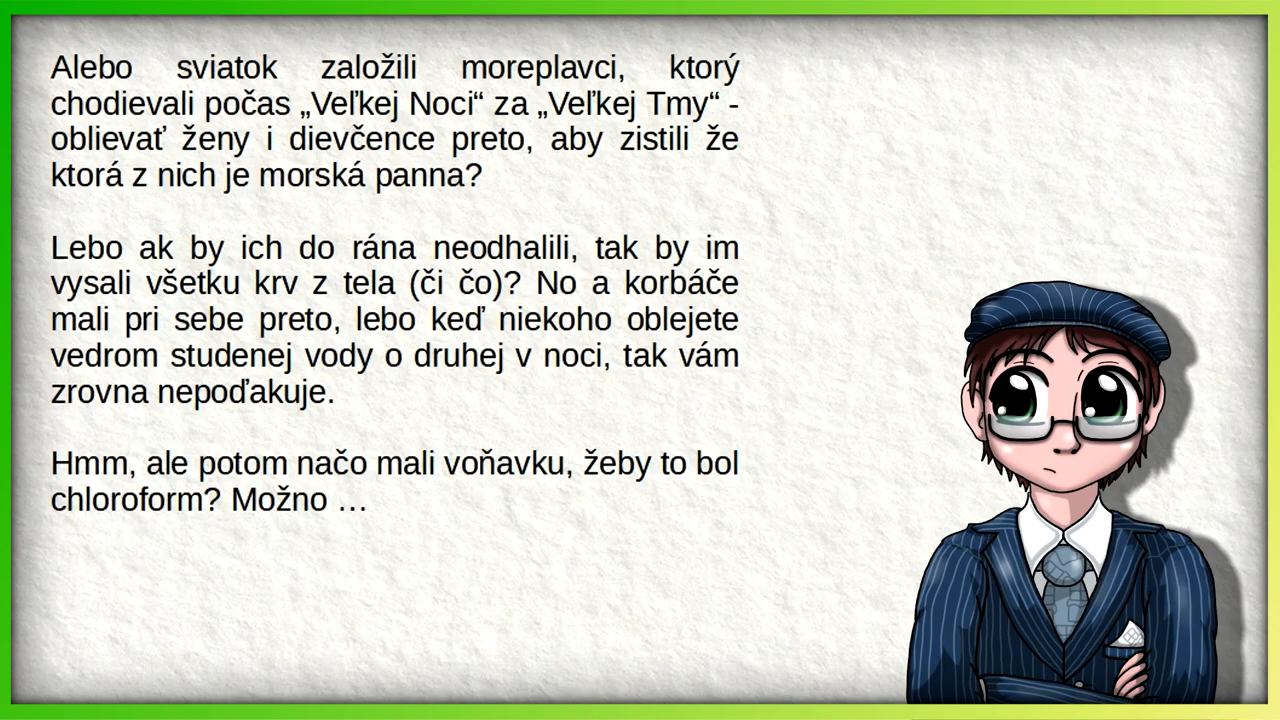 Alebo sviatok založili moreplavci, ktorý
chodievali počas „Veľkej Noci“ za „Veľkej Tmy“ -
oblievať ženy i dievčence preto, aby zistili že
ktorá z nich je morská panna?
Lebo ak by ich do rána neodhalili, tak by im
vysali všetku krv z tela (či čo)? No a korbáče
mali pri sebe preto, lebo keď niekoho oblejete
vedrom studenej vody o druhej v noci, tak vám
zrovna nepoďakuje.
Hmm, ale potom načo mali voňavku, žeby to bol
chloroform? Možno …